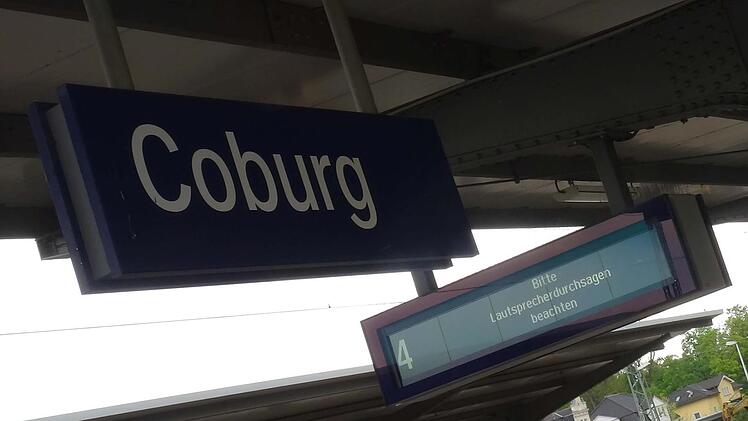 Coburg
Bitte
Lautsprecherdurchsagen
beachten
4